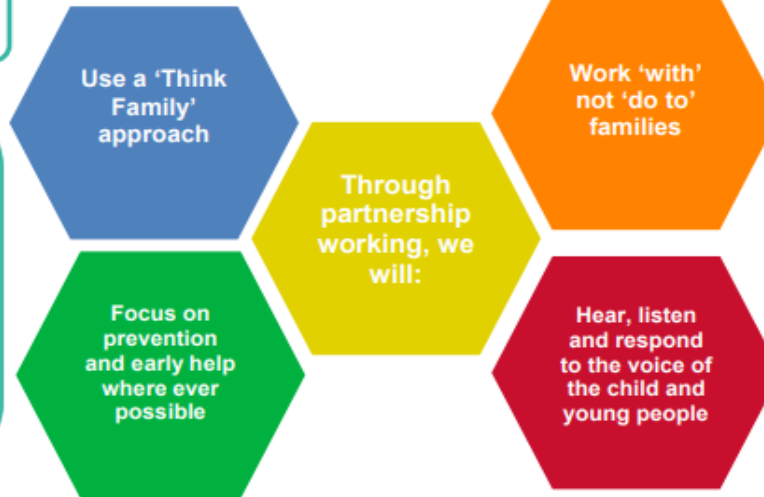 Use a ‘Think
Family’
approach
Work ‘with’
not ‘do to’
families
Through
partnership
working, we
will:
Focus on
prevention
and early help
where ever
possible
Hear, listen
and respond
to the voice of
the child and
young people